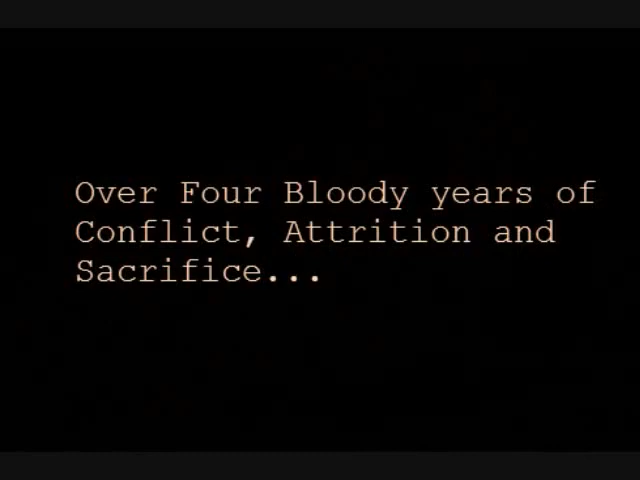 Over Four Bloody years of
Conflict, Attrition and
Sacrifice...